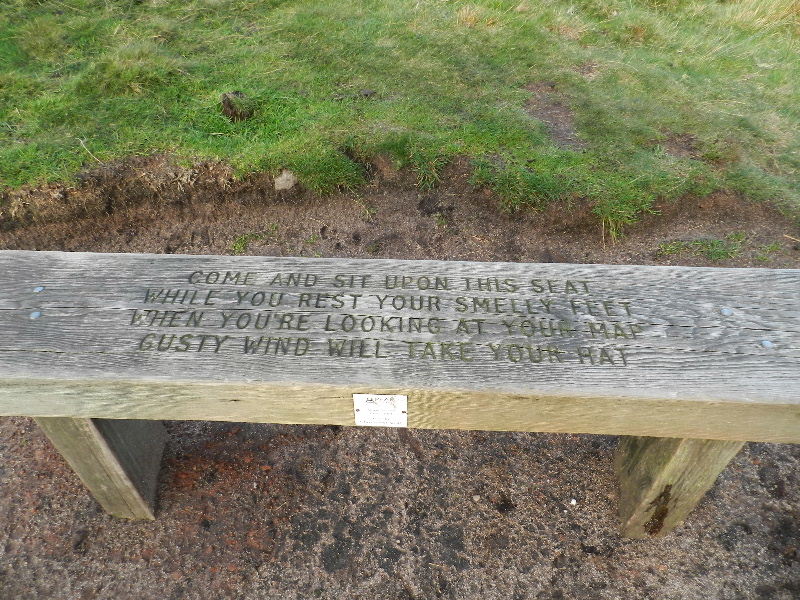 COME AND SIT UPON THIS SEAT
WHILE YOU REST YOUR SMELLY FEET
WHEN YOU'RE LOOKING AT YOUR MAP
GUSTY WIND WILL TAKE YOUR HAT